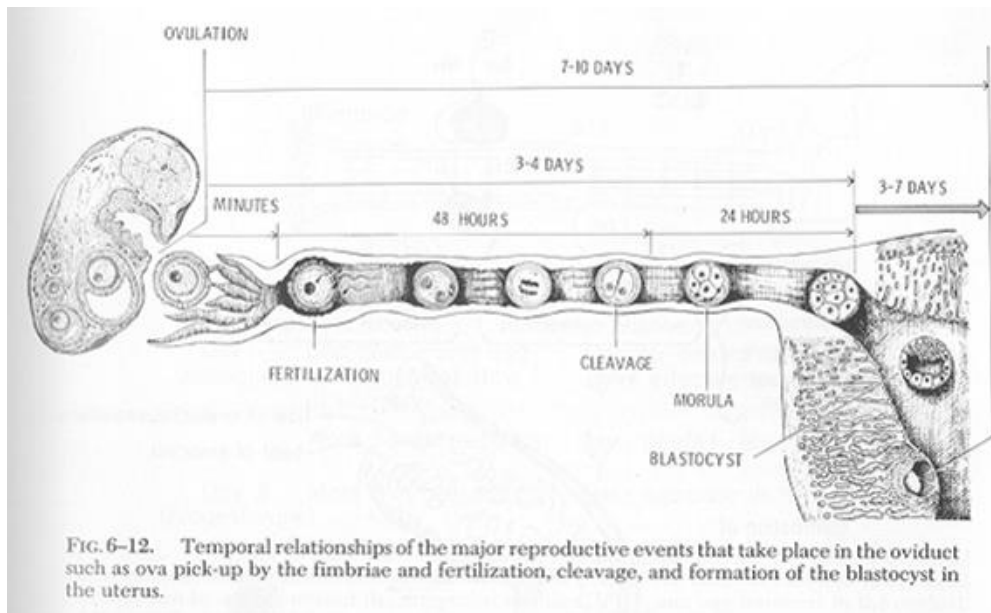 OVULATION
7-10 DAYS
3-4 DAYS
3-7 DAYS
MINUTES
48 HOURS
24 HOURS
FERTILIZATION
CLEAVAGE
MORULA
BLASTOCYST
FIG. 6–12. Temporal relationships of the major reproductive events that take place in the oviduct
such as ova pick-up by the fimbriae and fertilization, cleavage, and formation of the blastocyst in
the uterus.